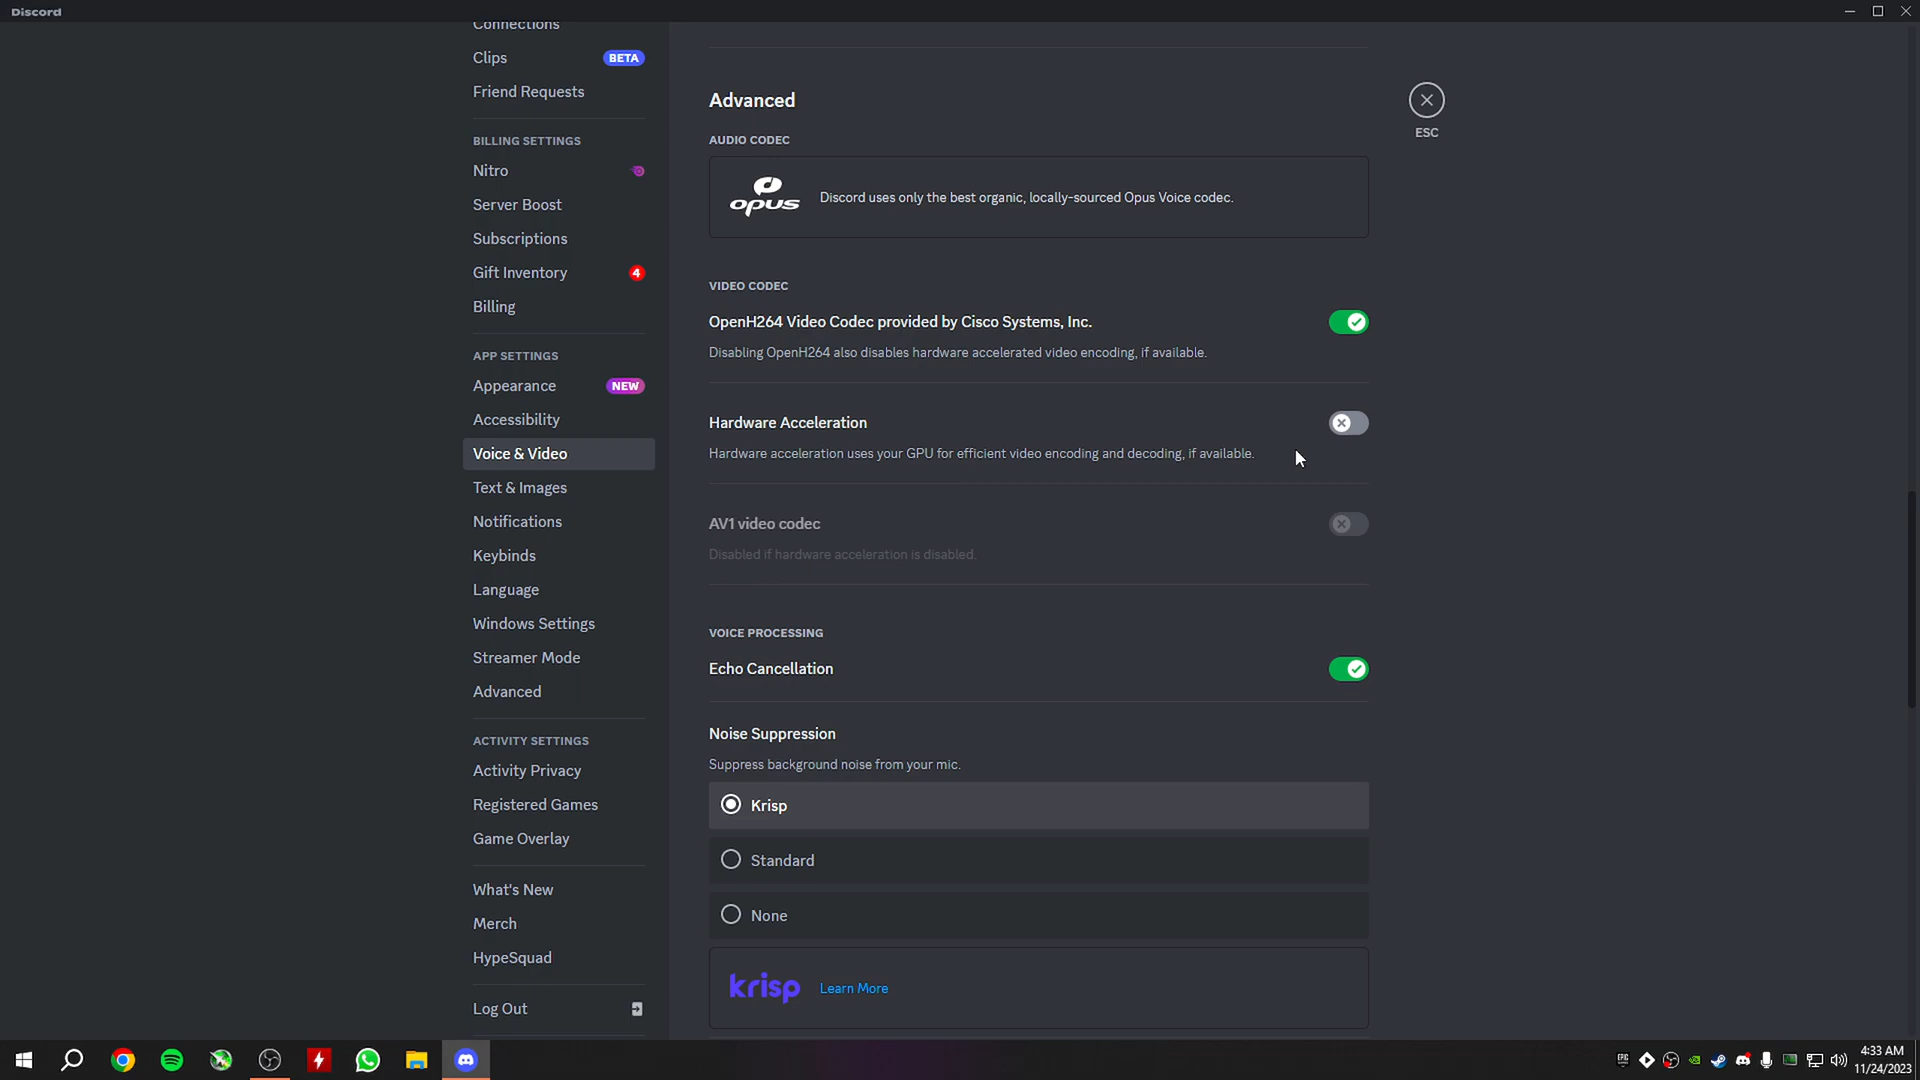 Discord
Connections
Clips BETA
Friend Requests
BILLING SETTINGS
Nitro
Server Boost
Subscriptions
Gift Inventory 4
Billing
APP SETTINGS
Appearance NEW
Accessibility
Voice & Video
Text & Images
Notifications
Keybinds
Language
Windows Settings
Streamer Mode
Advanced
ACTIVITY SETTINGS
Activity Privacy
Registered Games
Game Overlay
What's New
Merch
HypeSquad
Log Out
Advanced
AUDIO CODEC
opus Discord uses only the best organic, locally-sourced Opus Voice codec.
VIDEO CODEC
OpenH264 Video Codec provided by Cisco Systems, Inc.
Disabling OpenH264 also disables hardware accelerated video encoding, if available.
Hardware Acceleration
Hardware acceleration uses your GPU for efficient video encoding and decoding, if available.
AV1 video codec
Disabled if hardware acceleration is disabled.
VOICE PROCESSING
Echo Cancellation
Noise Suppression
Suppress background noise from your mic.
Krisp
Standard
None
krisp Learn More
ESC
4:33 AM
11/24/2023